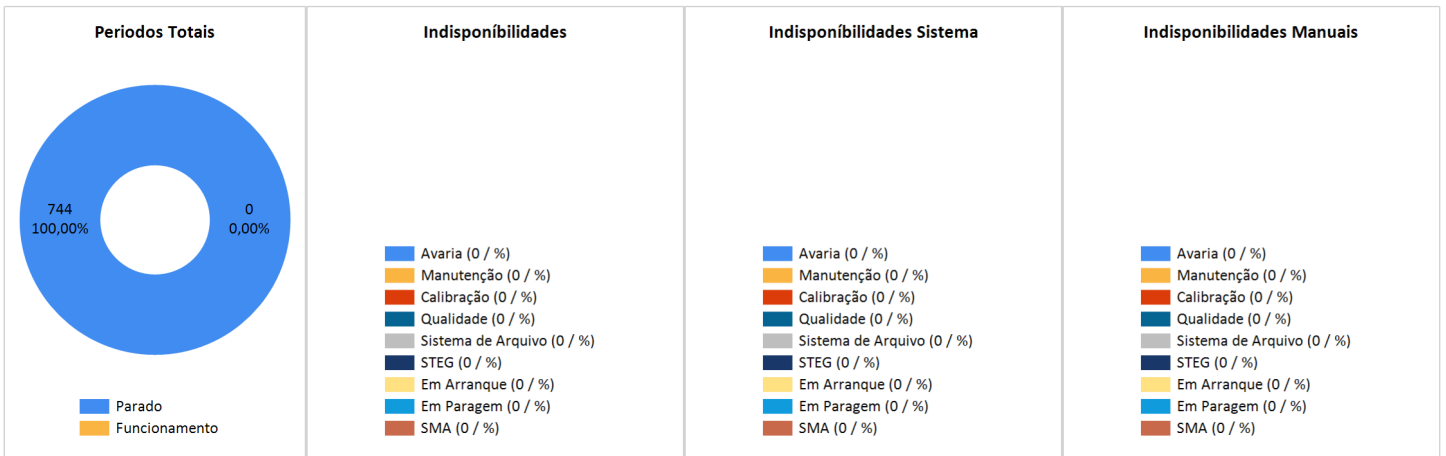 Periodos Totais
744
100,00%
0
0,00%
Parado
Funcionamento
Indisponíbilidades
Avaria (0 / %)
Manutenção (0 / %)
Calibração (0 / %)
Qualidade (0 / %)
Sistema de Arquivo (0 / %)
STEG (0 / %)
Em Arranque (0 / %)
Em Paragem (0 / %)
SMA (0 / %)
Indisponíbilidades Sistema
Avaria (0 / %)
Manutenção (0 / %)
Calibração (0 / %)
Qualidade (0 / %)
Sistema de Arquivo (0 / %)
STEG (0 / %)
Em Arranque (0 / %)
Em Paragem (0 / %)
SMA (0 / %)
Indisponibilidades Manuais
Avaria (0 / %)
Manutenção (0 / %)
Calibração (0 / %)
Qualidade (0 / %)
Sistema de Arquivo (0 / %)
STEG (0 / %)
Em Arranque (0 / %)
Em Paragem (0 / %)
SMA (0 / %)